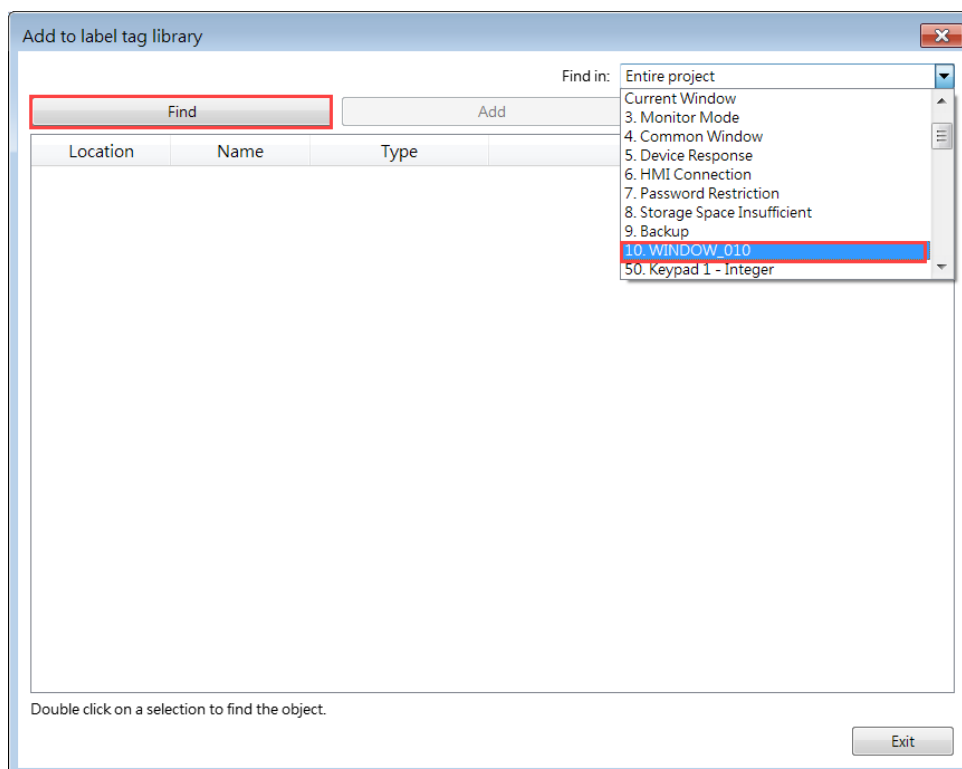 Add to label tag library
Find in: Entire project
Find Add
Current Window
3. Monitor Mode
4. Common Window
5. Device Response
6. HMI Connection
7. Password Restriction
8. Storage Space Insufficient
9. Backup
10. WINDOW_010
50. Keypad 1 - Integer
Location Name Type
Double click on a selection to find the object.
Exit